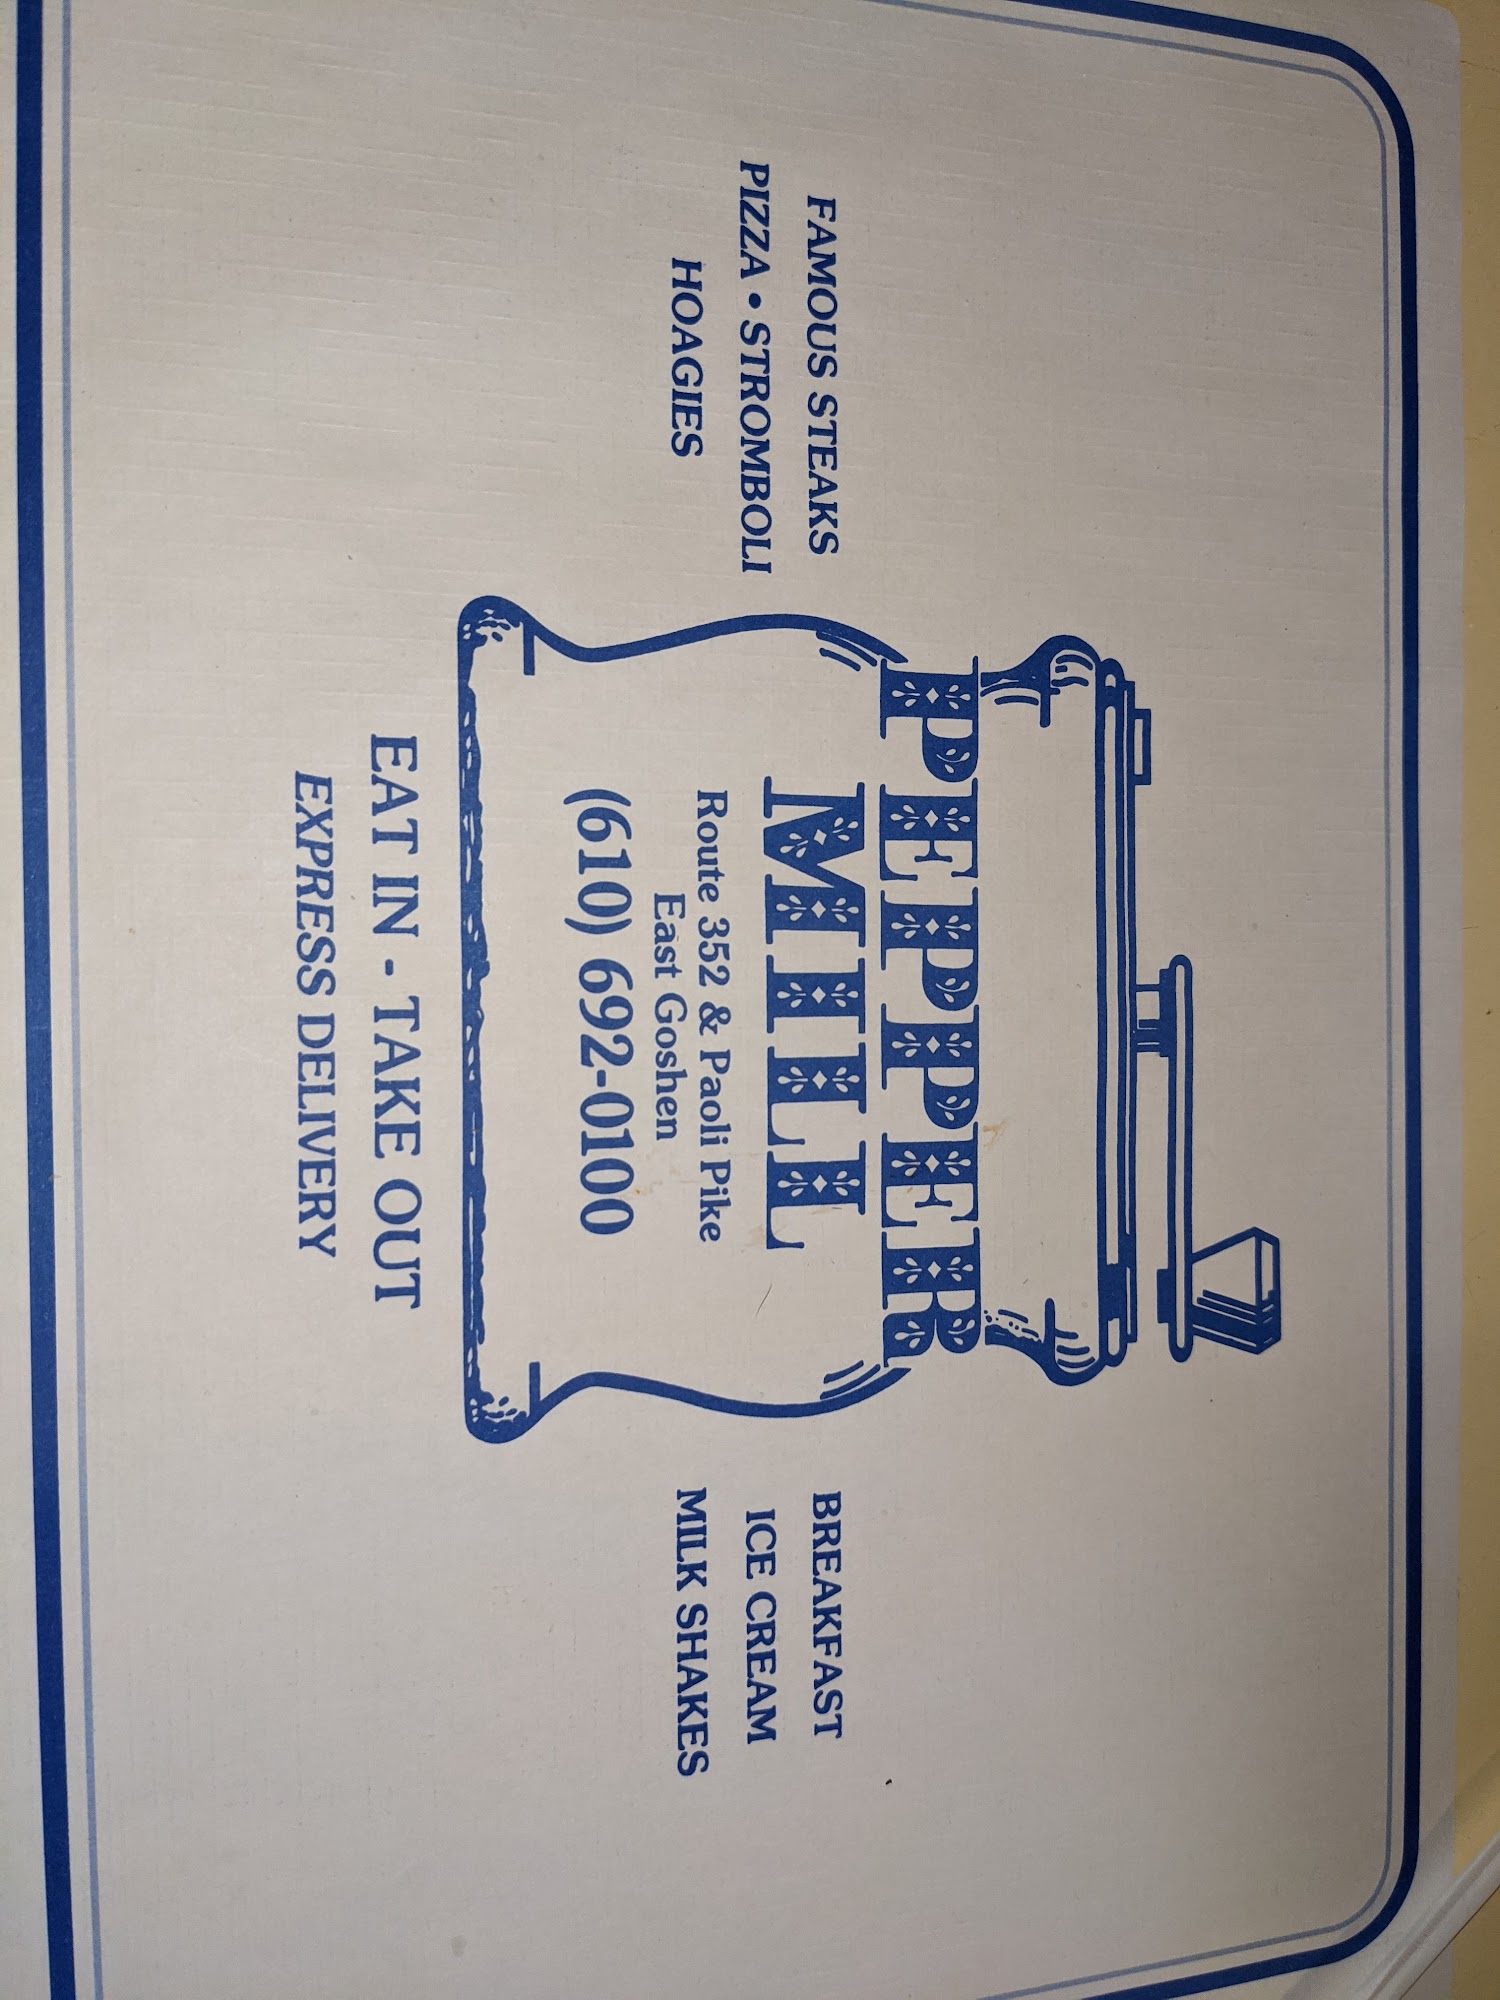 PEPPER
MILL
Route 352 & Paoli Pike
East Goshen
(610) 692-0100
FAMOUS STEAKS
PIZZA • STROMBOLI
HOAGIES
BREAKFAST
ICE CREAM
MILK SHAKES
EAT IN - TAKE OUT
EXPRESS DELIVERY